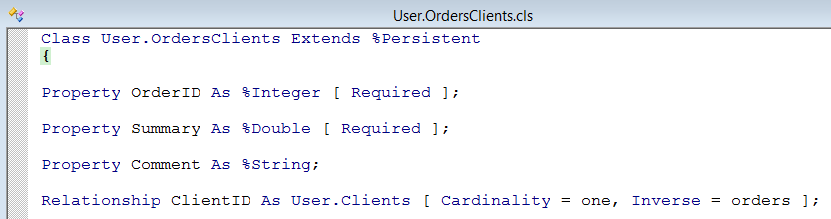 User.OrdersClients.cls
Class User.OrdersClients Extends %Persistent
{
Property OrderID As %Integer [ Required ];
Property Summary As %Double [ Required ];
Property Comment As %String;
Relationship ClientID As User.Clients [ Cardinality = one, Inverse = orders ];